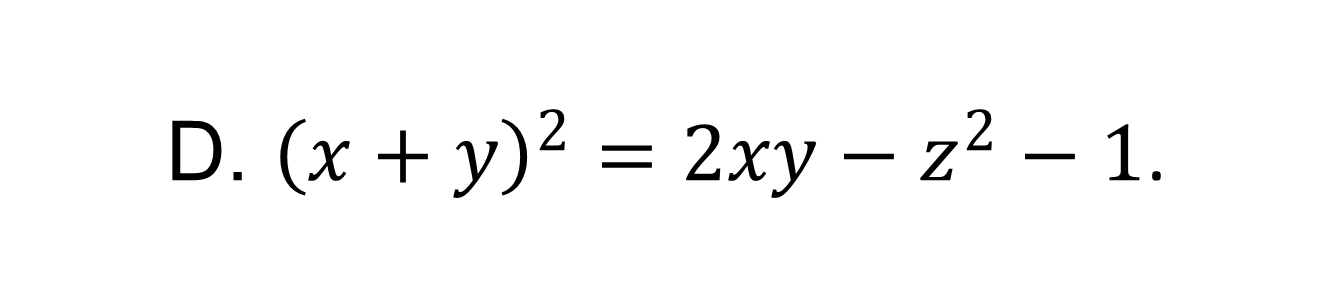 D. (x + y)² = 2xy − z² − 1.